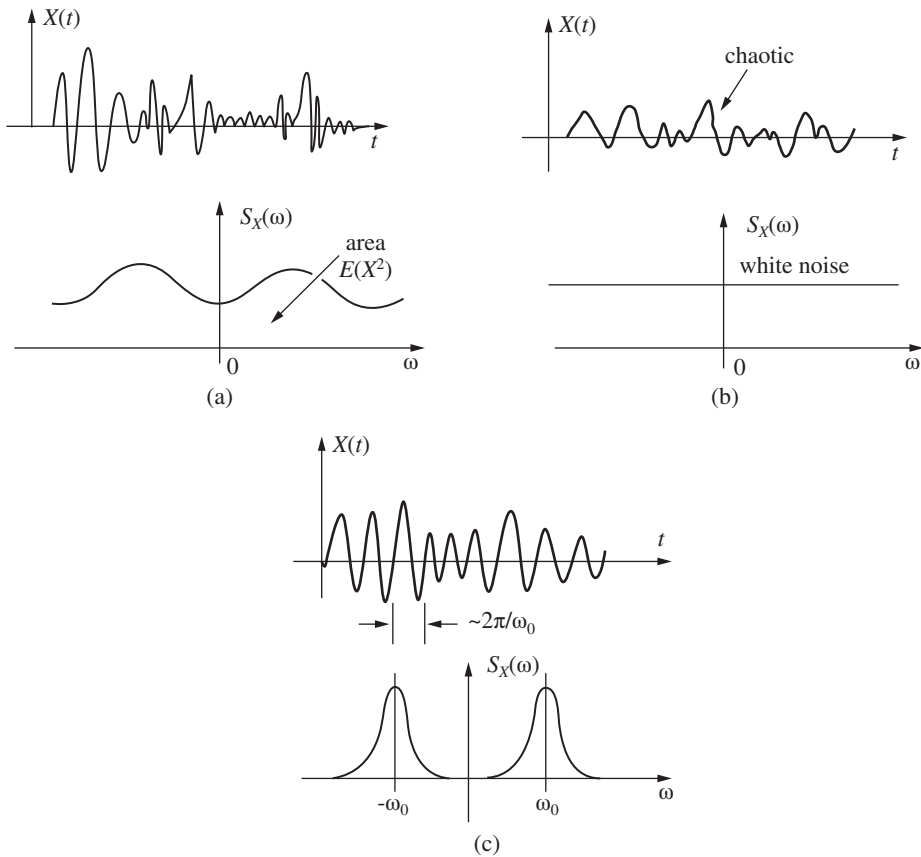 X(t)
t
S_X(ω)
area
E(X²)
0
ω
(a)
X(t)
chaotic
t
S_X(ω)
white noise
0
ω
(b)
X(t)
t
~2π/ω₀
S_X(ω)
-ω₀
ω₀
ω
(c)